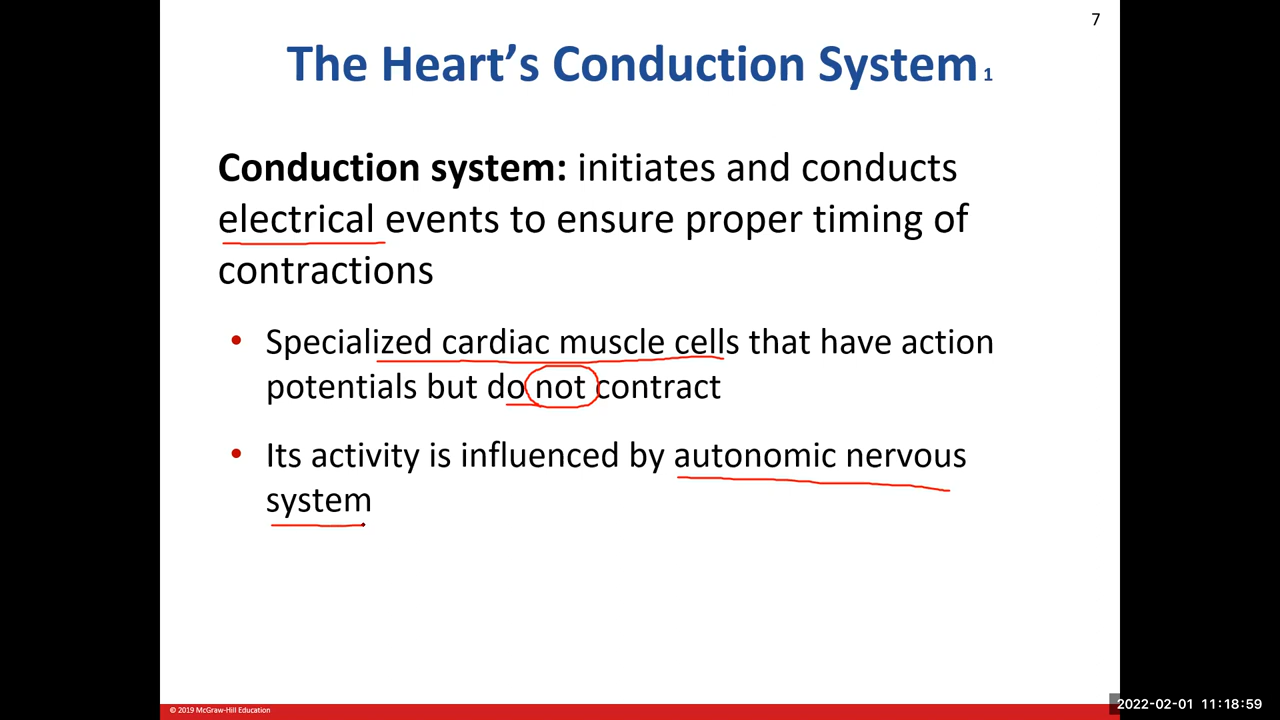 7
The Heart’s Conduction System 1
Conduction system: initiates and conducts
electrical events to ensure proper timing of
contractions
• Specialized cardiac muscle cells that have action
potentials but do not contract
• Its activity is influenced by autonomic nervous
system
© 2019 McGraw-Hill Education
2022-02-01 11:18:59